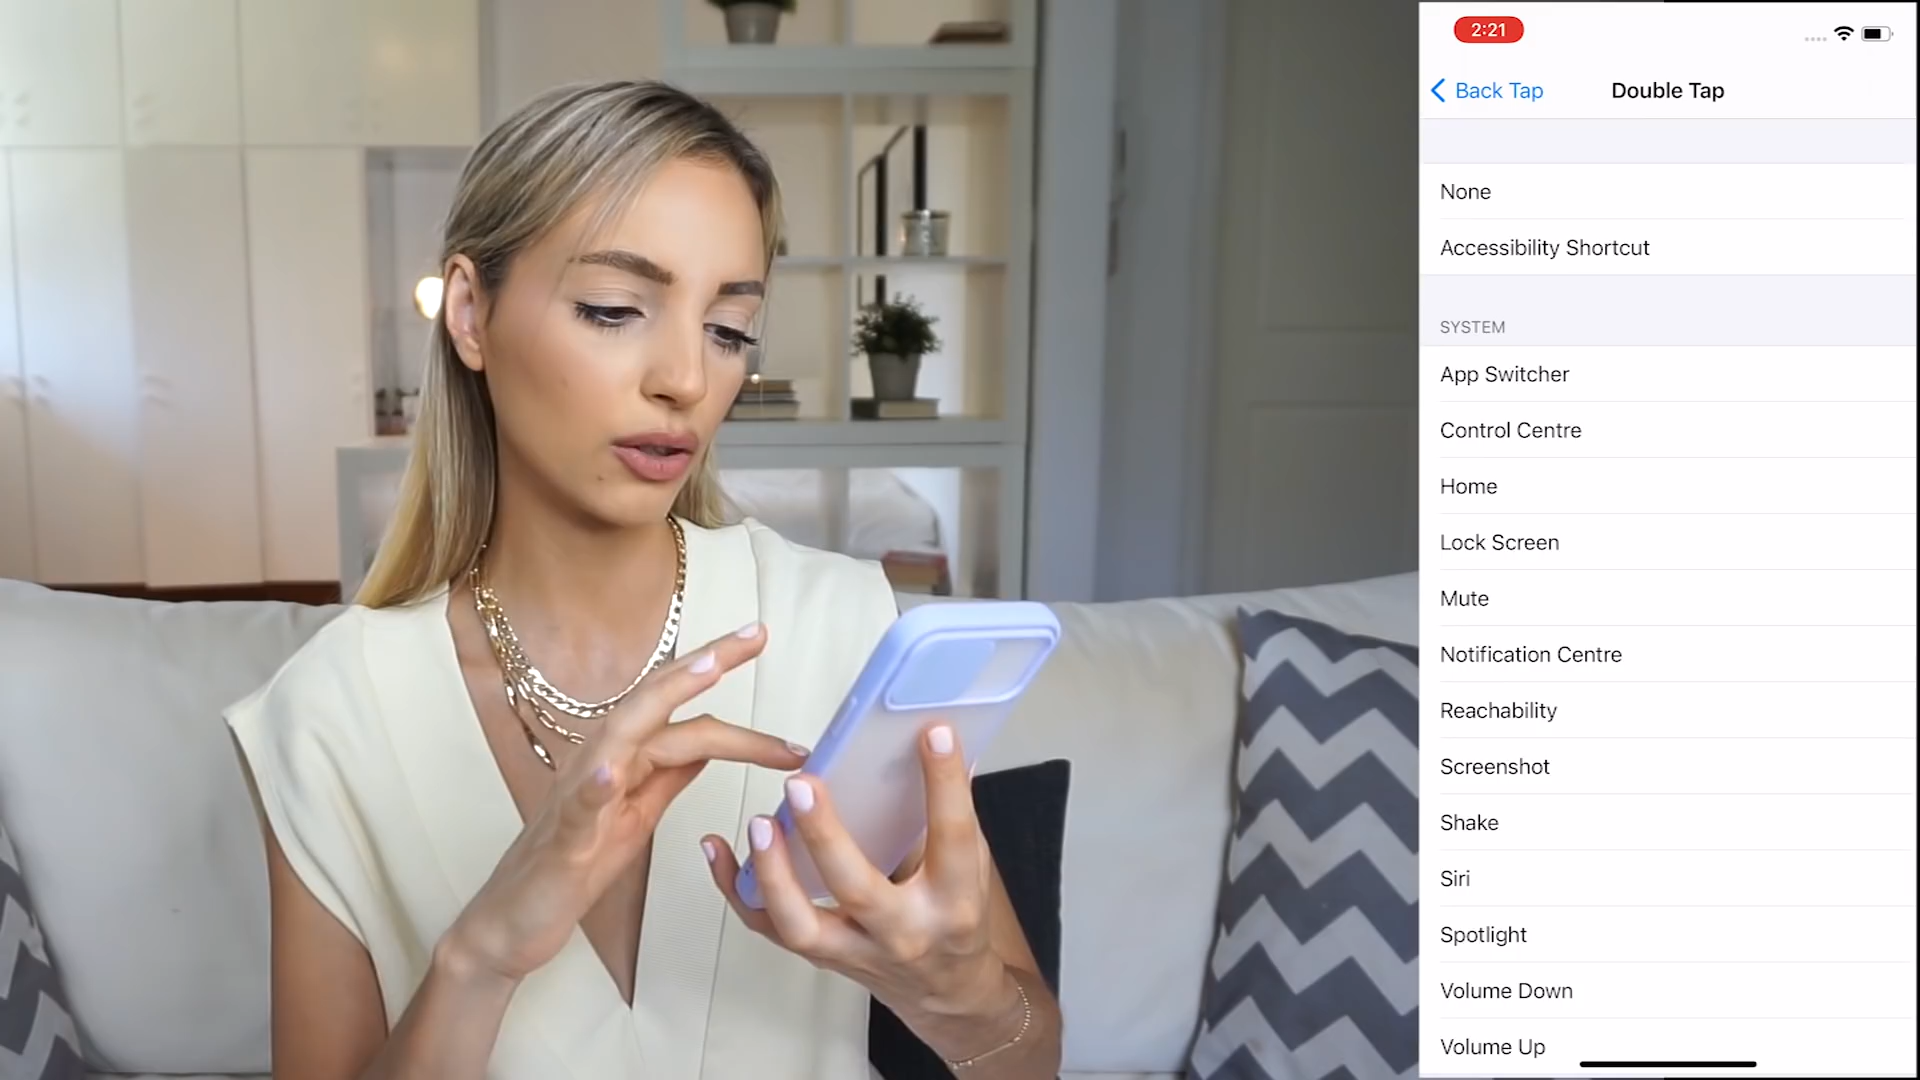 2:21
Back Tap
Double Tap
None
Accessibility Shortcut
SYSTEM
App Switcher
Control Centre
Home
Lock Screen
Mute
Notification Centre
Reachability
Screenshot
Shake
Siri
Spotlight
Volume Down
Volume Up